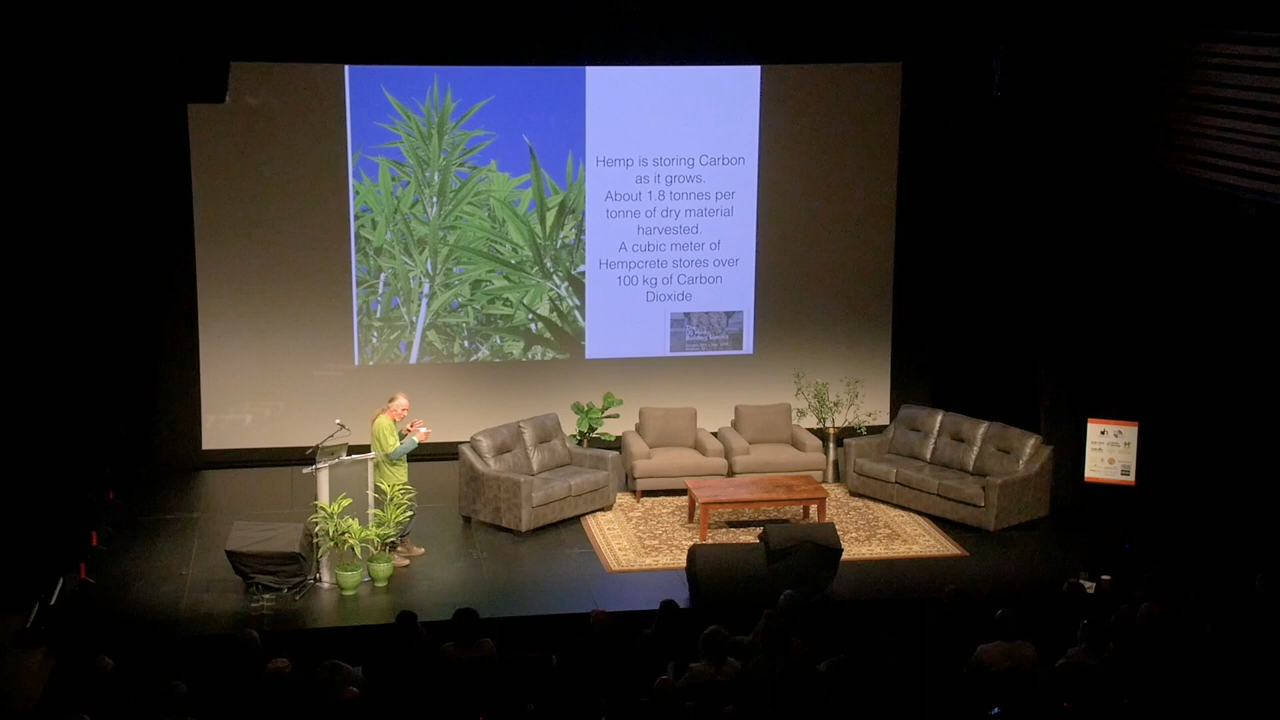 Hemp is storing Carbon
as it grows.
About 1.8 tonnes per
tonne of dry material
harvested.
A cubic meter of
Hempcrete stores over
100 kg of Carbon
Dioxide
Building